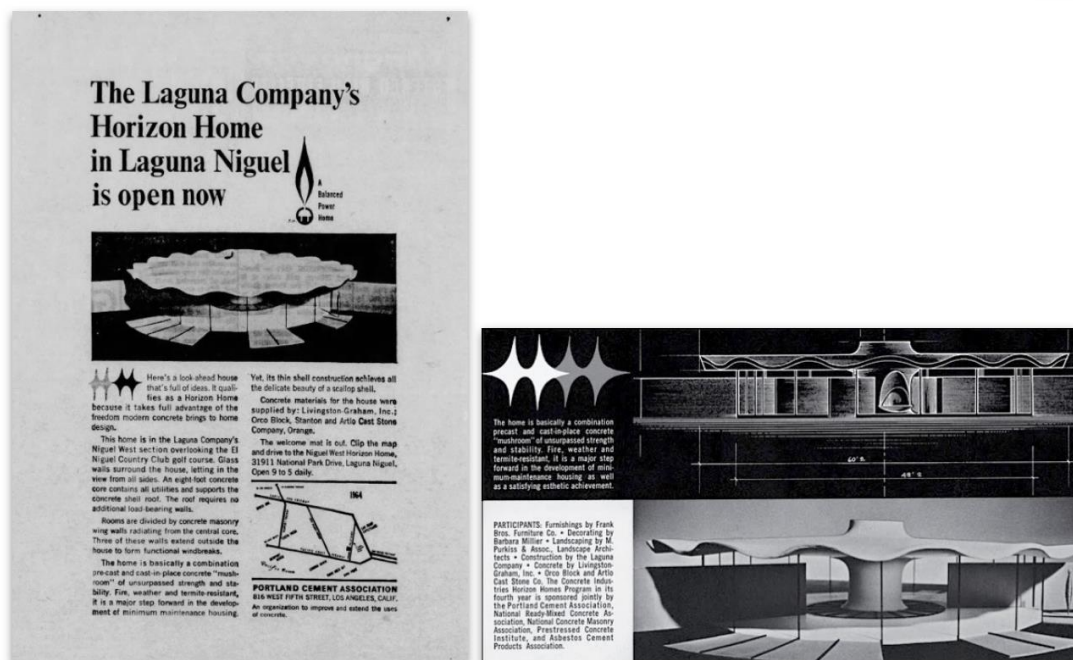 The Laguna Company's
Horizon Home
in Laguna Niguel
is open now
A
Balanced
Power
Home
Here's a look-ahead house
that's full of ideas. It quali-
fies as a Horizon Home
because it takes full advantage of the
freedom modern concrete brings to home
design.
This home is in the Laguna Company's
Niguel West section overlooking the El
Niguel Country Club golf course. Glass
walls surround the house, letting in the
view from all sides. An eight-foot concrete
core contains all utilities and supports the
concrete shell roof. The roof requires no
additional load-bearing walls.
Rooms are divided by concrete masonry
wing walls radiating from the central core.
Three of these walls extend outside the
house to form functional windbreaks.
The home is basically a combination
pre-cast and cast-in-place concrete "mush-
room" of unsurpassed strength and sta-
bility. Fire, weather and termite-resistant,
it is a major step forward in the develop-
ment of minimum maintenance housing.
Yet, its thin shell construction achieves all
the delicate beauty of a scallop shell.
Concrete materials for the house were
supplied by: Livingston-Graham, Inc.;
Orco Block, Stanton and Artlo Cast Stone
Company, Orange.
The welcome mat is out. Clip the map
and drive to the Niguel West Horizon Home,
31911 National Park Drive, Laguna Niguel,
Open 9 to 5 daily.
1964
PORTLAND CEMENT ASSOCIATION
816 WEST FIFTH STREET, LOS ANGELES, CALIF.
An organization to improve and extend the uses
of concrete.
The home is basically a combination
precast and cast-in-place concrete
"mushroom" of unsurpassed strength
and stability. Fire, weather and
termite-resistant, it is a major step
forward in the development of mini-
mum-maintenance housing as well
as a satisfying esthetic achievement.
PARTICIPANTS: Furnishings by Frank
Bros. Furniture Co. • Decorating by
Barbara Millier • Landscaping by M.
Purkiss & Assoc., Landscape Archi-
tects • Construction by the Laguna
Company • Concrete by Livingston-
Graham, Inc. • Orco Block and Artlo
Cast Stone Co. The Concrete Indus-
tries Horizon Homes Program in its
fourth year is sponsored jointly by
the Portland Cement Association,
National Ready-Mixed Concrete As-
sociation, National Concrete Masonry
Association, Prestressed Concrete
Institute, and Asbestos Cement
Products Association.